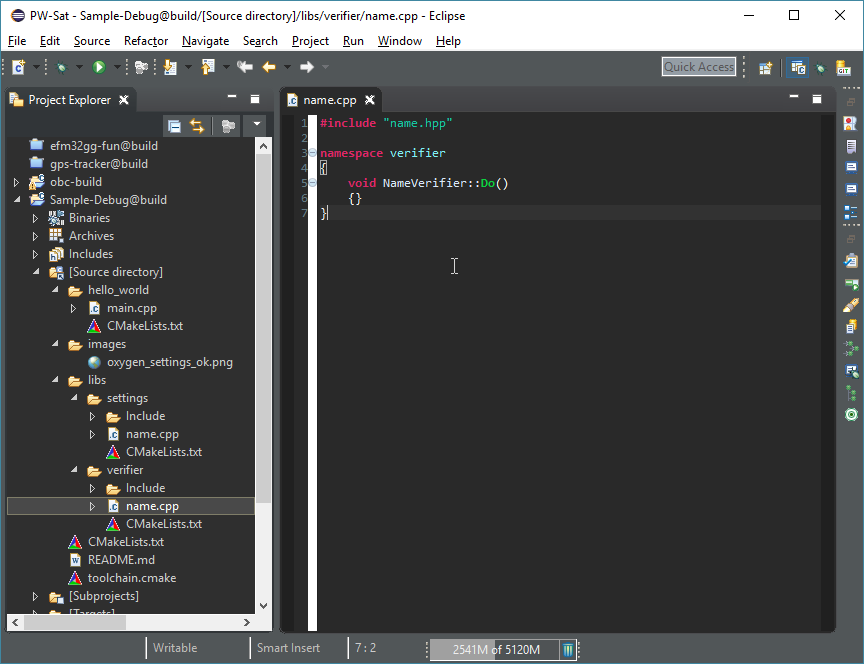 PW-Sat - Sample-Debug@build/[Source directory]/libs/verifier/name.cpp - Eclipse
File Edit Source Refactor Navigate Search Project Run Window Help
Quick Access
GIT
Project Explorer
efm32gg-fun@build
gps-tracker@build
obc-build
Sample-Debug@build
Binaries
Archives
Includes
[Source directory]
hello_world
main.cpp
CMakeLists.txt
images
oxygen_settings_ok.png
libs
settings
Include
name.cpp
CMakeLists.txt
verifier
Include
name.cpp
CMakeLists.txt
CMakeLists.txt
README.md
toolchain.cmake
[Subprojects]
[Targets]
name.cpp
1 #include "name.hpp"
2
3 namespace verifier
4 {
5 void NameVerifier::Do()
6 {}
7 }
Writable Smart Insert 7 : 2 2541M of 5120M